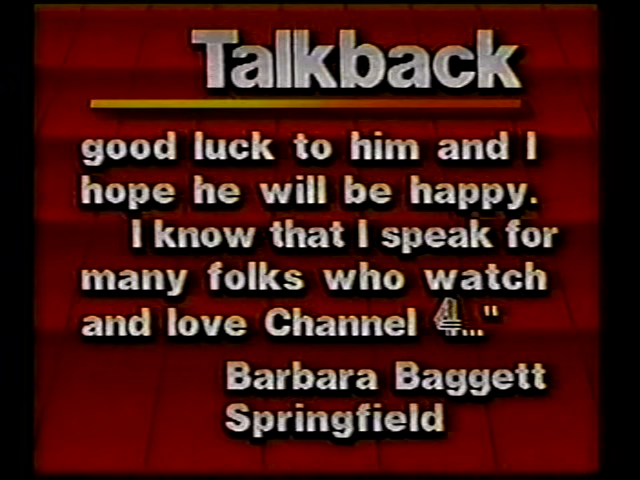 Talkback
good luck to him and I
hope he will be happy.
I know that I speak for
many folks who watch
and love Channel 4..."
Barbara Baggett
Springfield